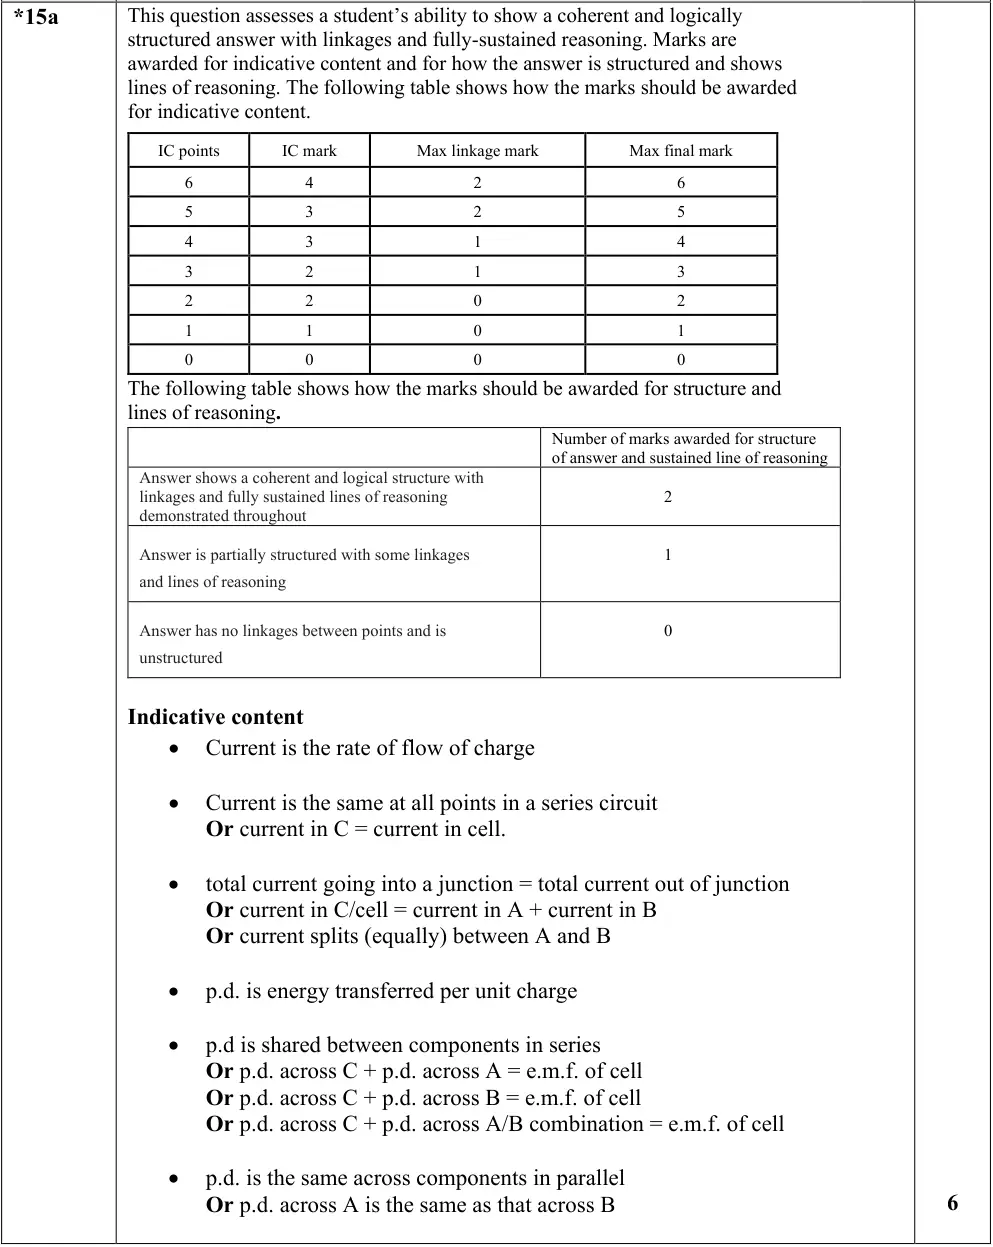 *15a
This question assesses a student's ability to show a coherent and logically
structured answer with linkages and fully-sustained reasoning. Marks are
awarded for indicative content and for how the answer is structured and shows
lines of reasoning. The following table shows how the marks should be awarded
for indicative content.
IC points IC mark Max linkage mark Max final mark
6 4 2 6
5 3 2 5
4 3 1 4
3 2 1 3
2 2 0 2
1 1 0 1
0 0 0 0
The following table shows how the marks should be awarded for structure and
lines of reasoning.
Number of marks awarded for structure
of answer and sustained line of reasoning
Answer shows a coherent and logical structure with
linkages and fully sustained lines of reasoning
demonstrated throughout
2
Answer is partially structured with some linkages
and lines of reasoning
1
Answer has no linkages between points and is
unstructured
0
Indicative content
• Current is the rate of flow of charge
• Current is the same at all points in a series circuit
Or current in C = current in cell.
• total current going into a junction = total current out of junction
Or current in C/cell = current in A + current in B
Or current splits (equally) between A and B
• p.d. is energy transferred per unit charge
• p.d is shared between components in series
Or p.d. across C + p.d. across A = e.m.f. of cell
Or p.d. across C + p.d. across B = e.m.f. of cell
Or p.d. across C + p.d. across A/B combination = e.m.f. of cell
• p.d. is the same across components in parallel
Or p.d. across A is the same as that across B
6